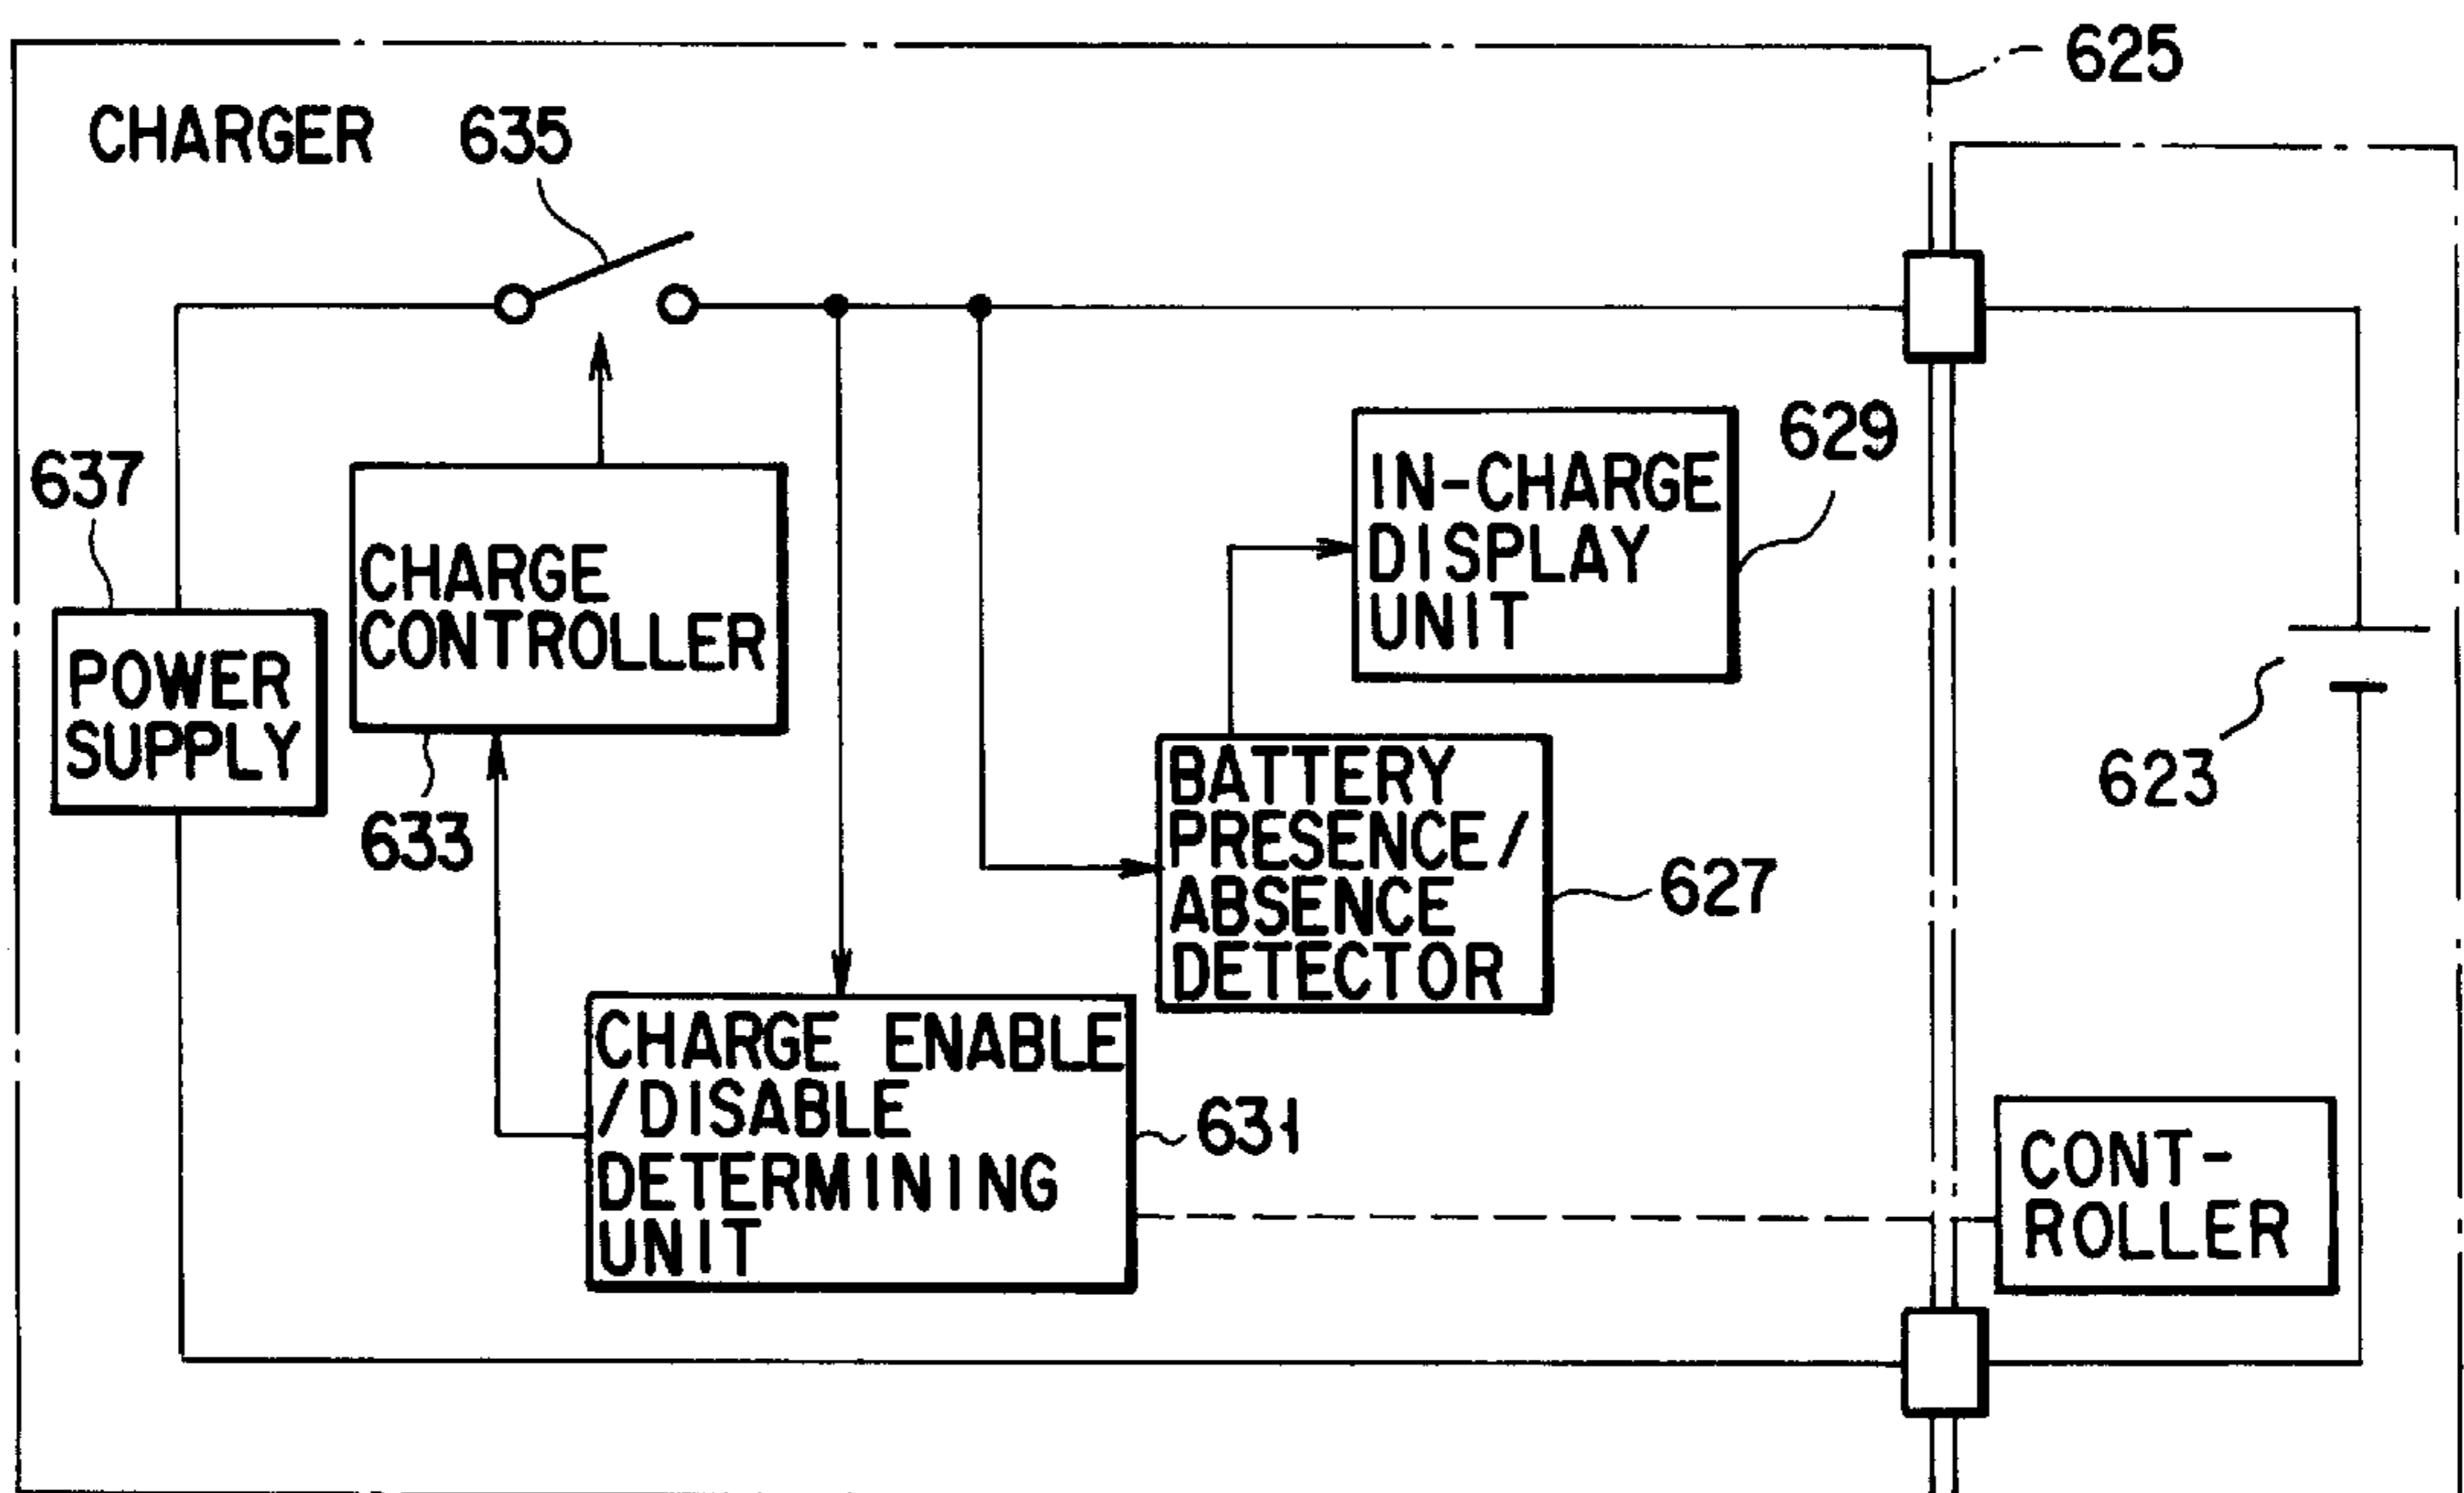 625
CHARGER
635
629
IN-CHARGE
DISPLAY
UNIT
637
CHARGE
CONTROLLER
POWER
SUPPLY
633
623
BATTERY
PRESENCE/
ABSENCE
DETECTOR
627
CHARGE ENABLE
/DISABLE
DETERMINING
UNIT
631
CONT-
ROLLER